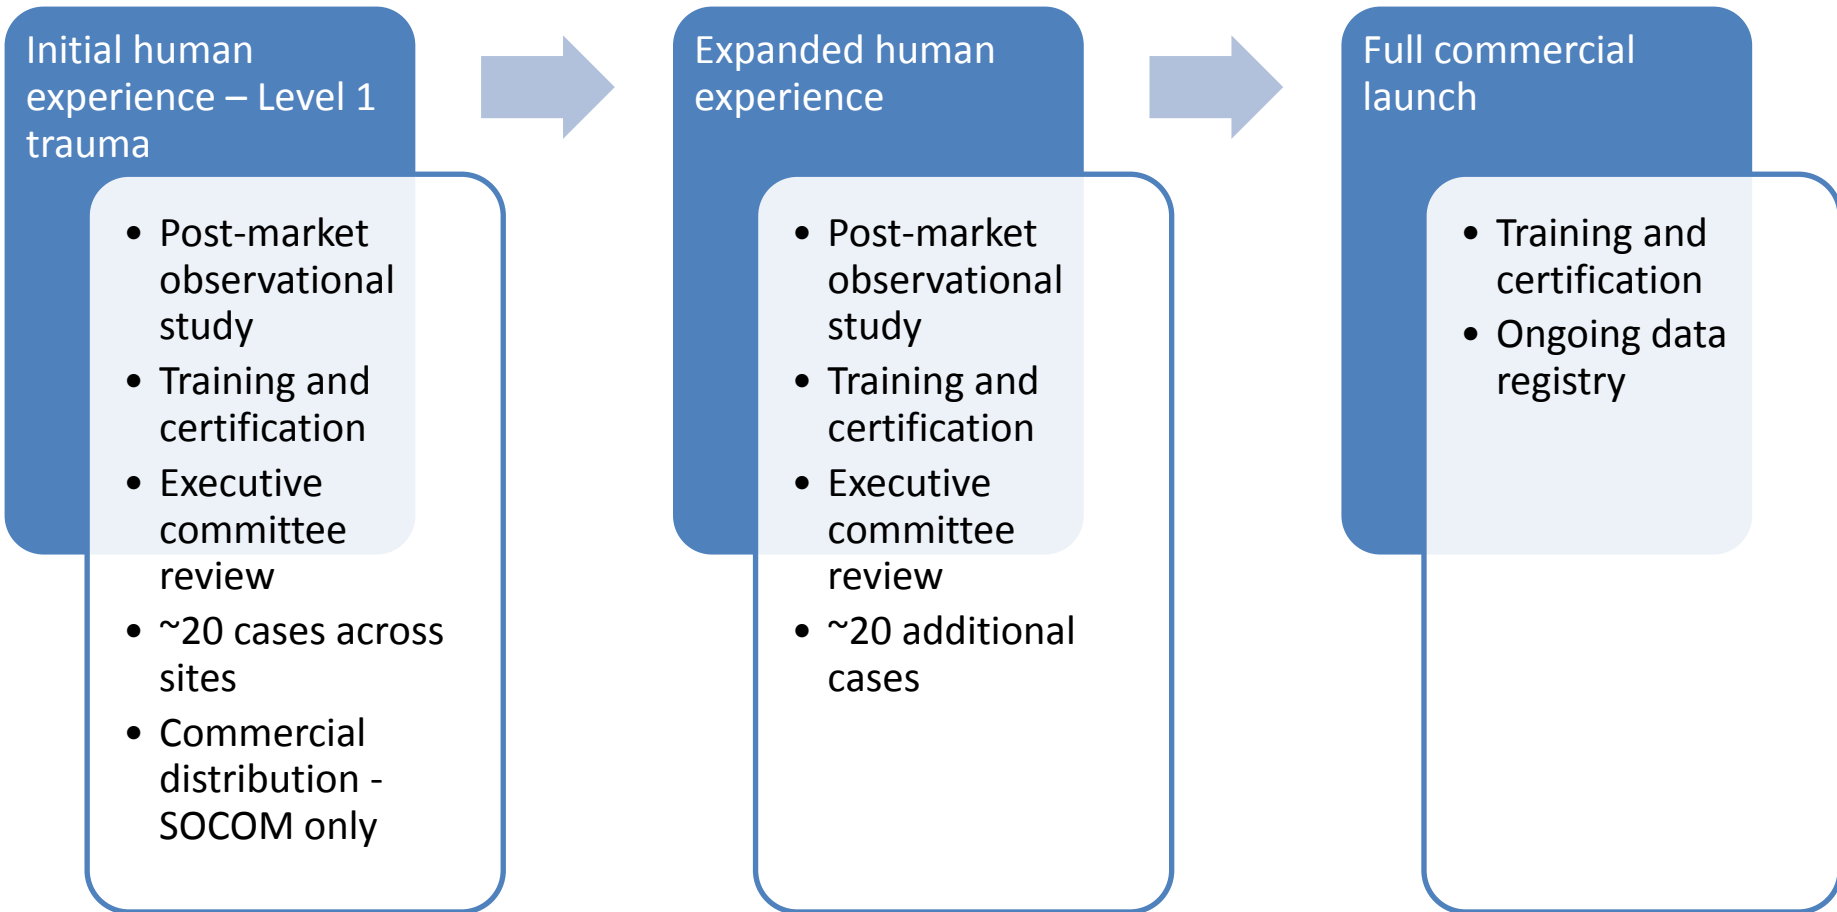 Initial human
experience – Level 1
trauma
• Post-market
observational
study
• Training and
certification
• Executive
committee
review
• ~20 cases across
sites
• Commercial
distribution -
SOCOM only
Expanded human
experience
• Post-market
observational
study
• Training and
certification
• Executive
committee
review
• ~20 additional
cases
Full commercial
launch
• Training and
certification
• Ongoing data
registry